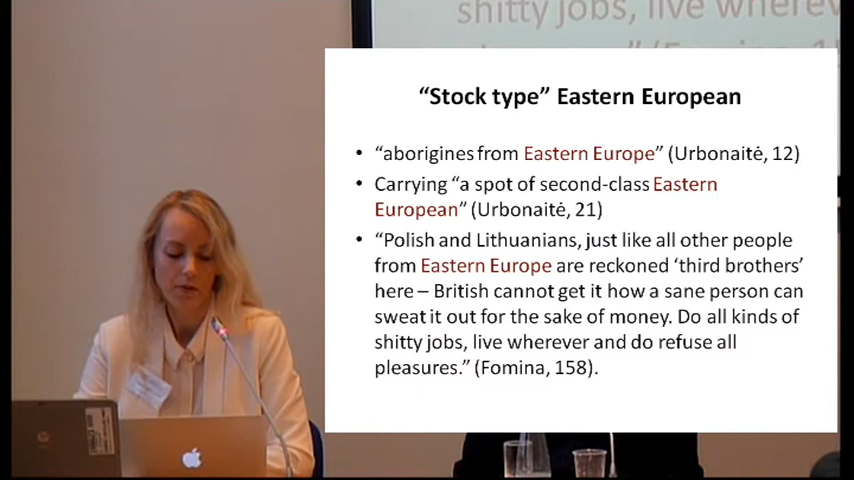 shitty jobs, live wherev
“Stock type” Eastern European
• “aborigines from Eastern Europe” (Urbonaitė, 12)
• Carrying “a spot of second-class Eastern
European” (Urbonaitė, 21)
• “Polish and Lithuanians, just like all other people
from Eastern Europe are reckoned ‘third brothers’
here – British cannot get it how a sane person can
sweat it out for the sake of money. Do all kinds of
shitty jobs, live wherever and do refuse all
pleasures.” (Fomina, 158).